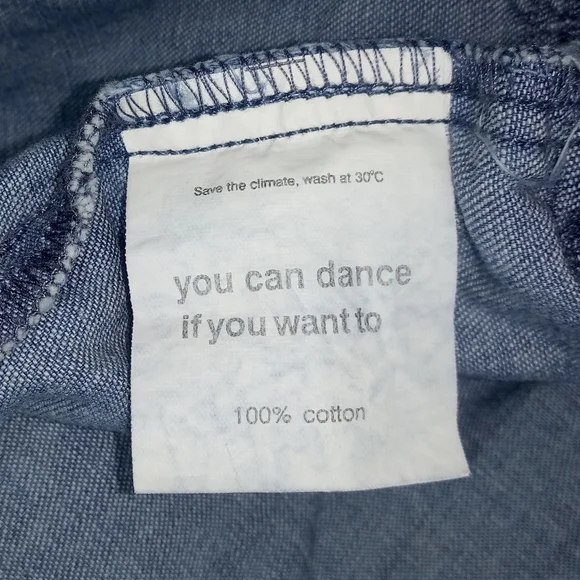 Save the climate, wash at 30°C
you can dance
if you want to
100% cotton